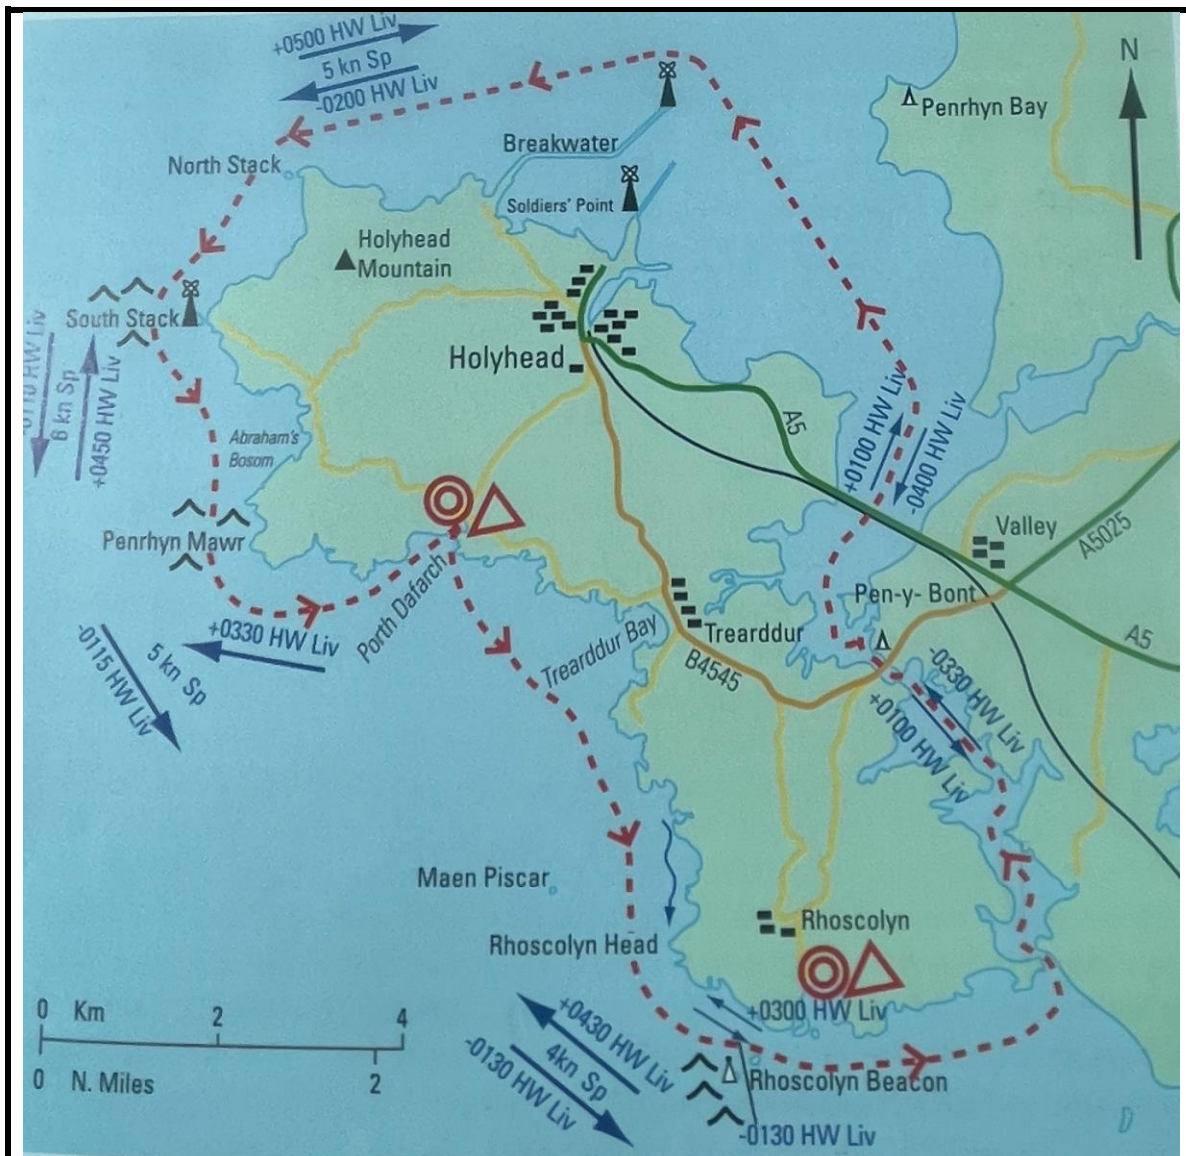 +0500 HW Liv
5 kn Sp
-0200 HW Liv
N
Penrhyn Bay
Breakwater
North Stack
Soldiers' Point
Holyhead
Mountain
South Stack
Holyhead
HW Liv
6 kn Sp
+0450 HW Liv
A5
+0100 HW Liv
-0400 HW Liv
Abraham's
Bosom
Valley
A5025
Penrhyn Mawr
Pen-y- Bont
Porth Dafarch
+0330 HW Liv
-0115 HW Liv
5 kn Sp
Trearddur Bay
Trearddur
B4545
A5
-0330 HW Liv
+0100 HW Liv
Maen Piscar
Rhoscolyn
Rhoscolyn Head
0 Km 2 4
0 N. Miles 2
+0430 HW Liv
4kn Sp
-0130 HW Liv
+0300 HW Liv
Rhoscolyn Beacon
-0130 HW Liv